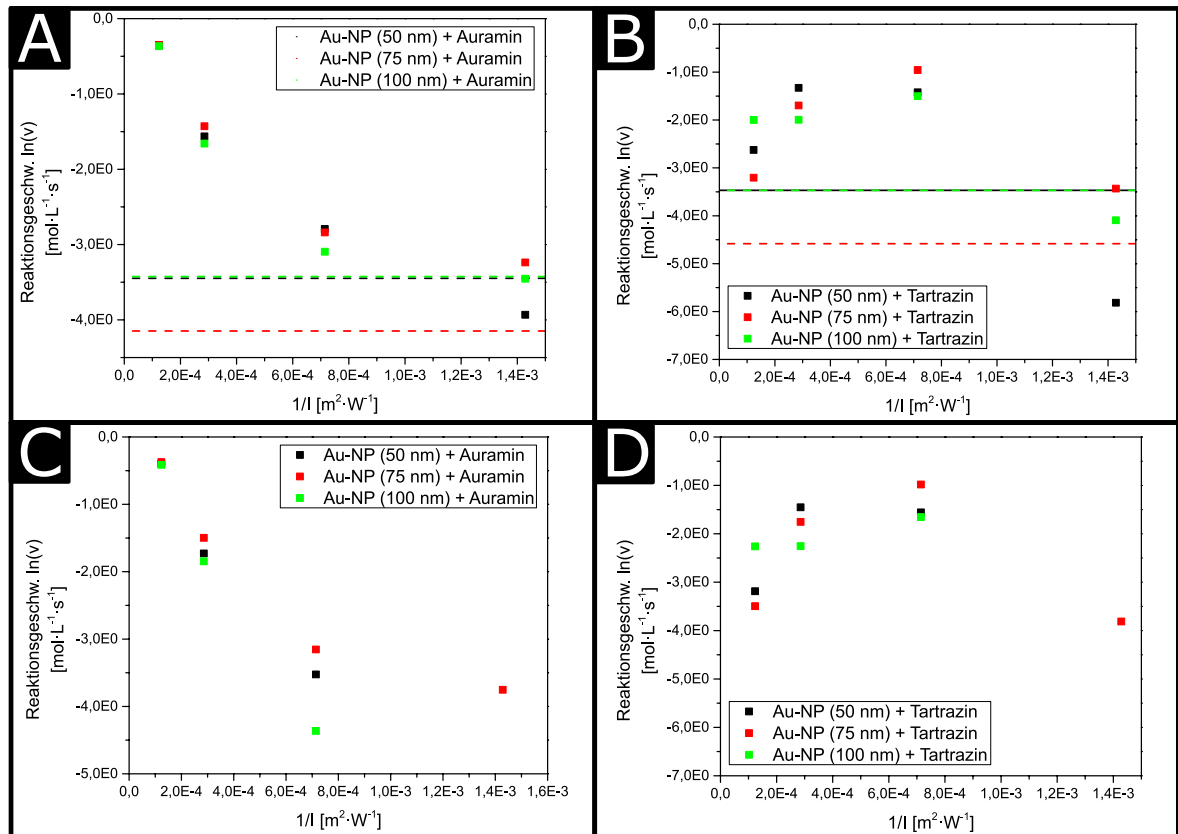 A
Au-NP (50 nm) + Auramin
Au-NP (75 nm) + Auramin
Au-NP (100 nm) + Auramin
0,0
-1,0E0
-2,0E0
-3,0E0
-4,0E0
Reaktionsgeschw. ln(v)
[mol·L⁻¹·s⁻¹]
0,0 2,0E-4 4,0E-4 6,0E-4 8,0E-4 1,0E-3 1,2E-3 1,4E-3
1/I [m²·W⁻¹]
B
0,0
-1,0E0
-2,0E0
-3,0E0
-4,0E0
-5,0E0
-6,0E0
-7,0E0
Reaktionsgeschw. ln(v)
[mol·L⁻¹·s⁻¹]
Au-NP (50 nm) + Tartrazin
Au-NP (75 nm) + Tartrazin
Au-NP (100 nm) + Tartrazin
0,0 2,0E-4 4,0E-4 6,0E-4 8,0E-4 1,0E-3 1,2E-3 1,4E-3
1/I [m²·W⁻¹]
C
Au-NP (50 nm) + Auramin
Au-NP (75 nm) + Auramin
Au-NP (100 nm) + Auramin
0,0
-1,0E0
-2,0E0
-3,0E0
-4,0E0
-5,0E0
Reaktionsgeschw. ln(v)
[mol·L⁻¹·s⁻¹]
0,0 2,0E-4 4,0E-4 6,0E-4 8,0E-4 1,0E-3 1,2E-3 1,4E-3 1,6E-3
1/I [m²·W⁻¹]
D
0,0
-1,0E0
-2,0E0
-3,0E0
-4,0E0
-5,0E0
-6,0E0
-7,0E0
Reaktionsgeschw. ln(v)
[mol·L⁻¹·s⁻¹]
Au-NP (50 nm) + Tartrazin
Au-NP (75 nm) + Tartrazin
Au-NP (100 nm) + Tartrazin
0,0 2,0E-4 4,0E-4 6,0E-4 8,0E-4 1,0E-3 1,2E-3 1,4E-3
1/I [m²·W⁻¹]